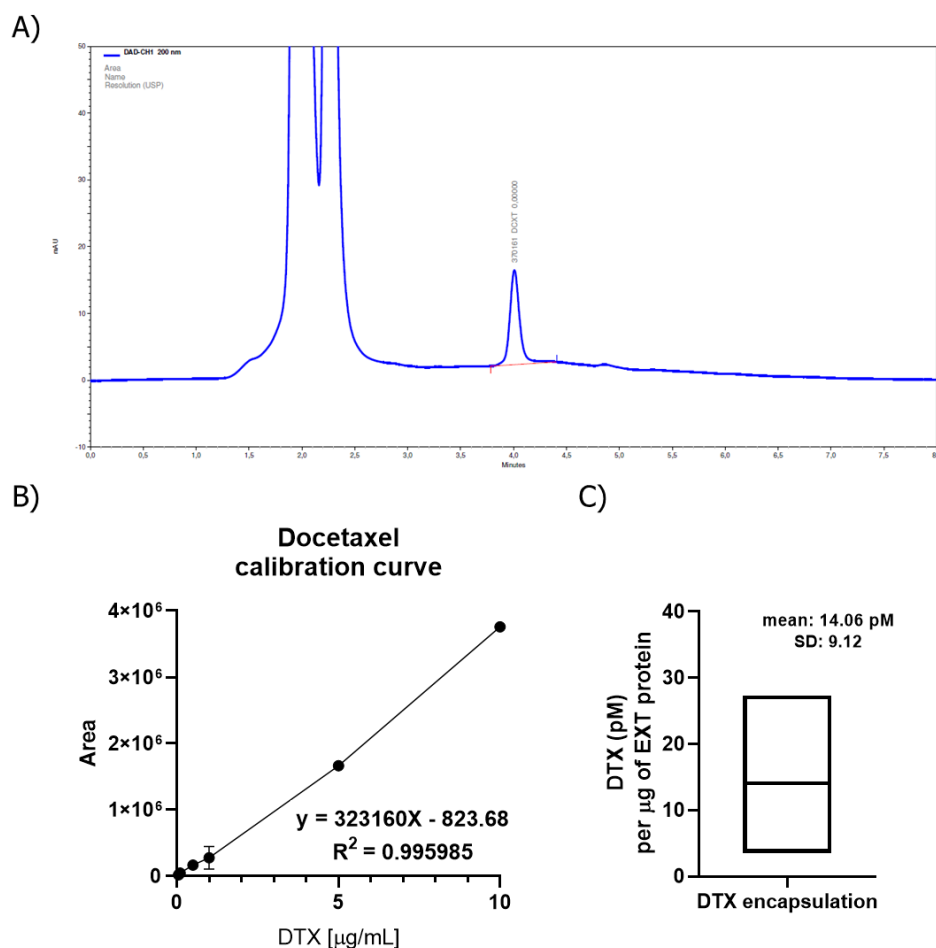 A)
DAD-CH1 200 nm
Area
Name
Resolution (USP)
50
40
30
20
10
0
-10
mAU
370161 DCXT 0,00000
0,0 0,5 1,0 1,5 2,0 2,5 3,0 3,5 4,0 4,5 5,0 5,5 6,0 6,5 7,0 7,5 8
Minutes
B)
Docetaxel
calibration curve
4×10⁶
3×10⁶
2×10⁶
1×10⁶
0
Area
y = 323160X - 823.68
R² = 0.995985
0 5 10
DTX [μg/mL]
C)
mean: 14.06 pM
SD: 9.12
40
30
20
10
0
DTX (pM)
per μg of EXT protein
DTX encapsulation